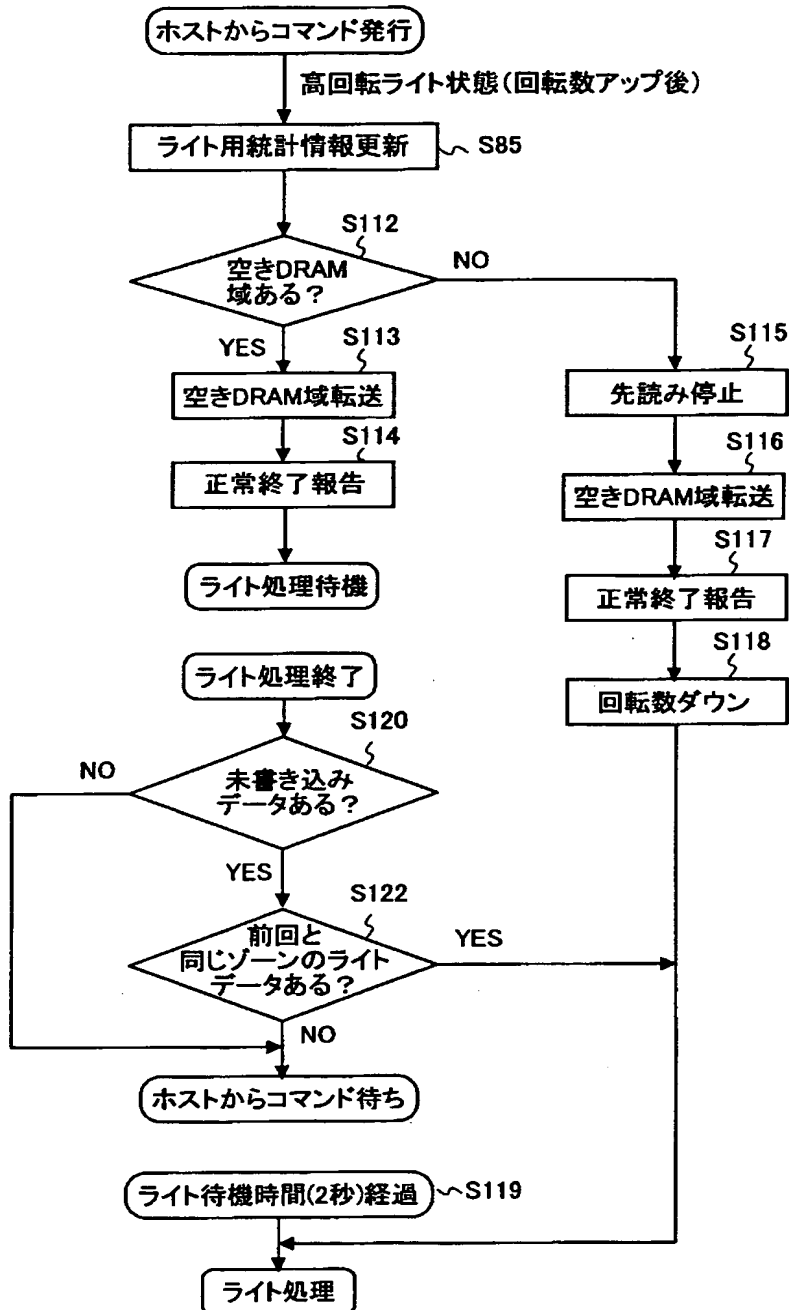 ホストからコマンド発行
高回転ライト状態(回転数アップ後)
ライト用統計情報更新
S85
S112
空きDRAM
域ある?
NO
YES
S113
空きDRAM域転送
S114
正常終了報告
ライト処理待機
S115
先読み停止
S116
空きDRAM域転送
S117
正常終了報告
S118
回転数ダウン
ライト処理終了
S120
NO
未書き込み
データある?
YES
S122
前回と
同じゾーンのライト
データある?
YES
NO
ホストからコマンド待ち
ライト待機時間(2秒)経過
S119
ライト処理